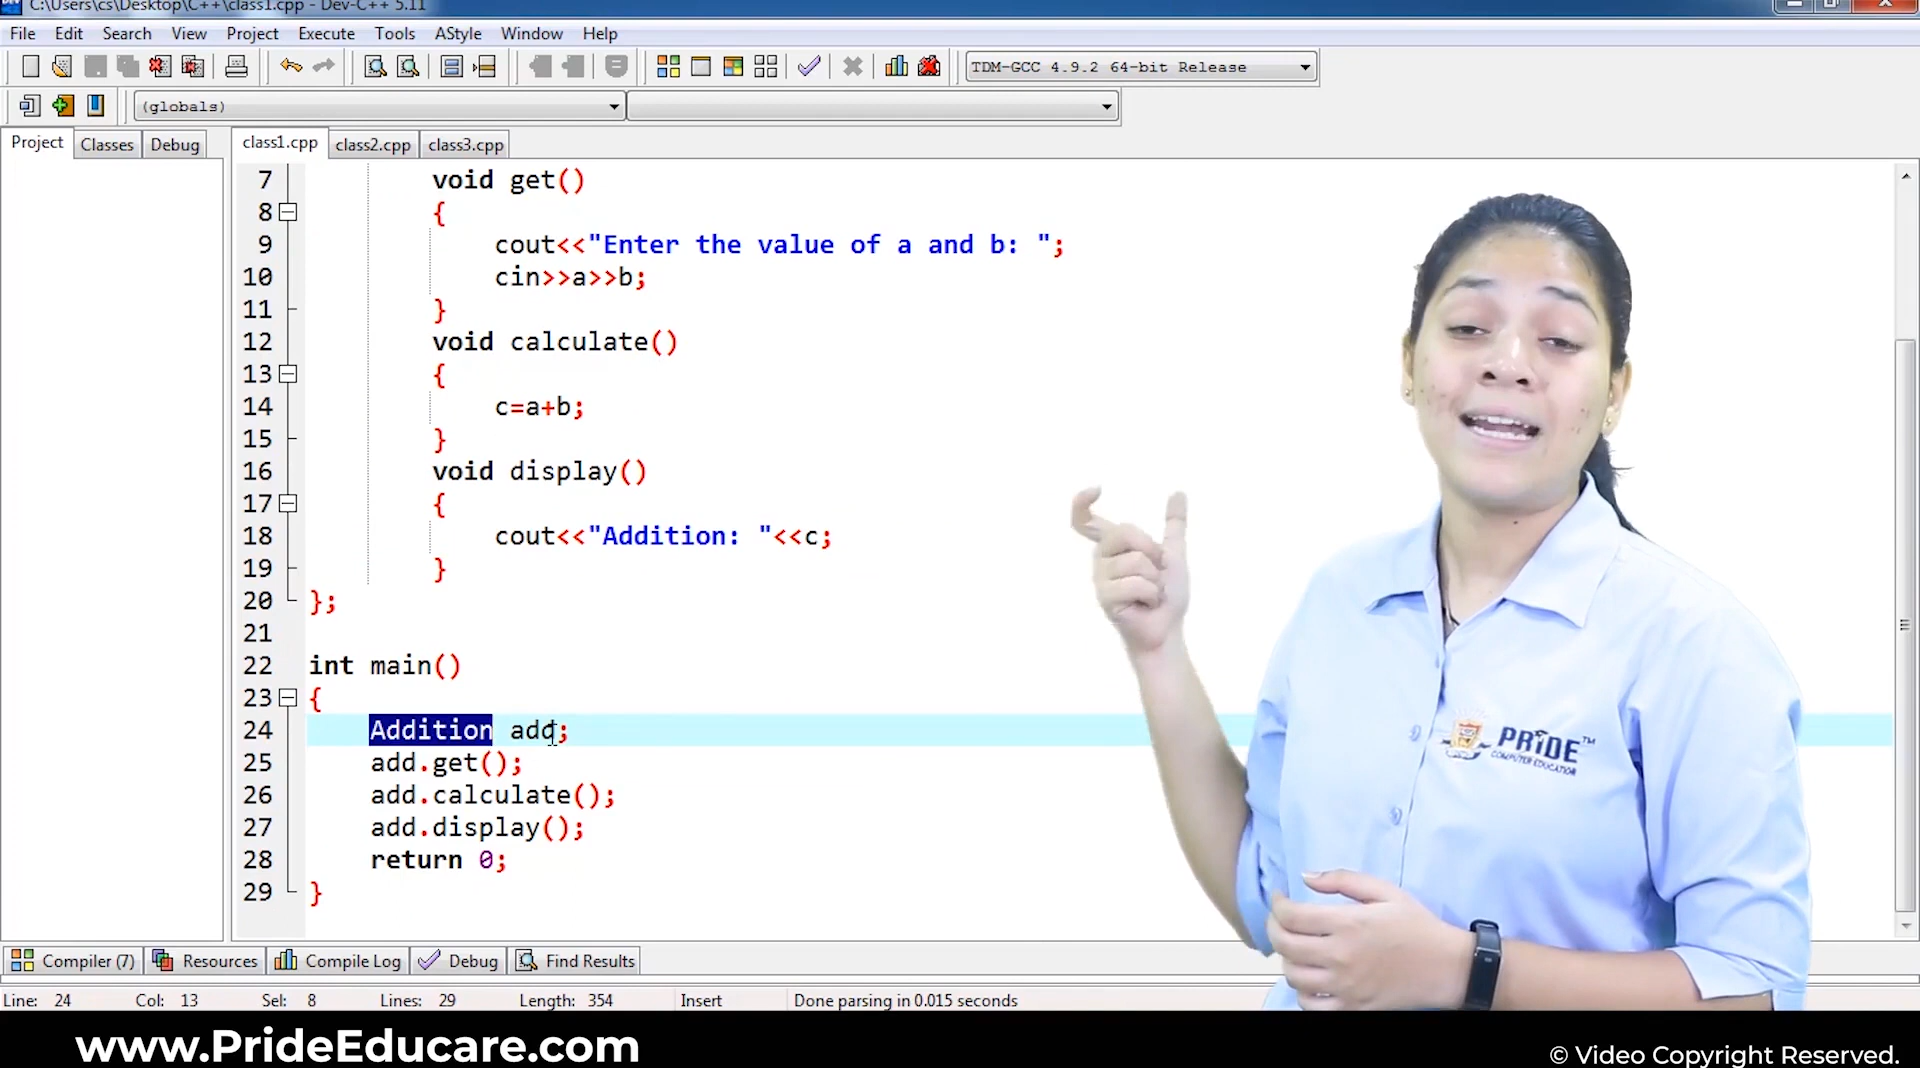 C:\Users\cs\Desktop\C++\class1.cpp - Dev-C++ 5.11
File Edit Search View Project Execute Tools AStyle Window Help
TDM-GCC 4.9.2 64-bit Release
(globals)
Project Classes Debug class1.cpp class2.cpp class3.cpp
7 void get()
8 {
9 cout<<"Enter the value of a and b: ";
10 cin>>a>>b;
11 }
12 void calculate()
13 {
14 c=a+b;
15 }
16 void display()
17 {
18 cout<<"Addition: "<<c;
19 }
20 };
21
22 int main()
23 {
24 Addition add;
25 add.get();
26 add.calculate();
27 add.display();
28 return 0;
29 }
PRIDE™
COMPUTER EDUCATION
Compiler (7) Resources Compile Log Debug Find Results
Line: 24 Col: 13 Sel: 8 Lines: 29 Length: 354 Insert Done parsing in 0.015 seconds
www.PrideEducare.com
© Video Copyright Reserved.